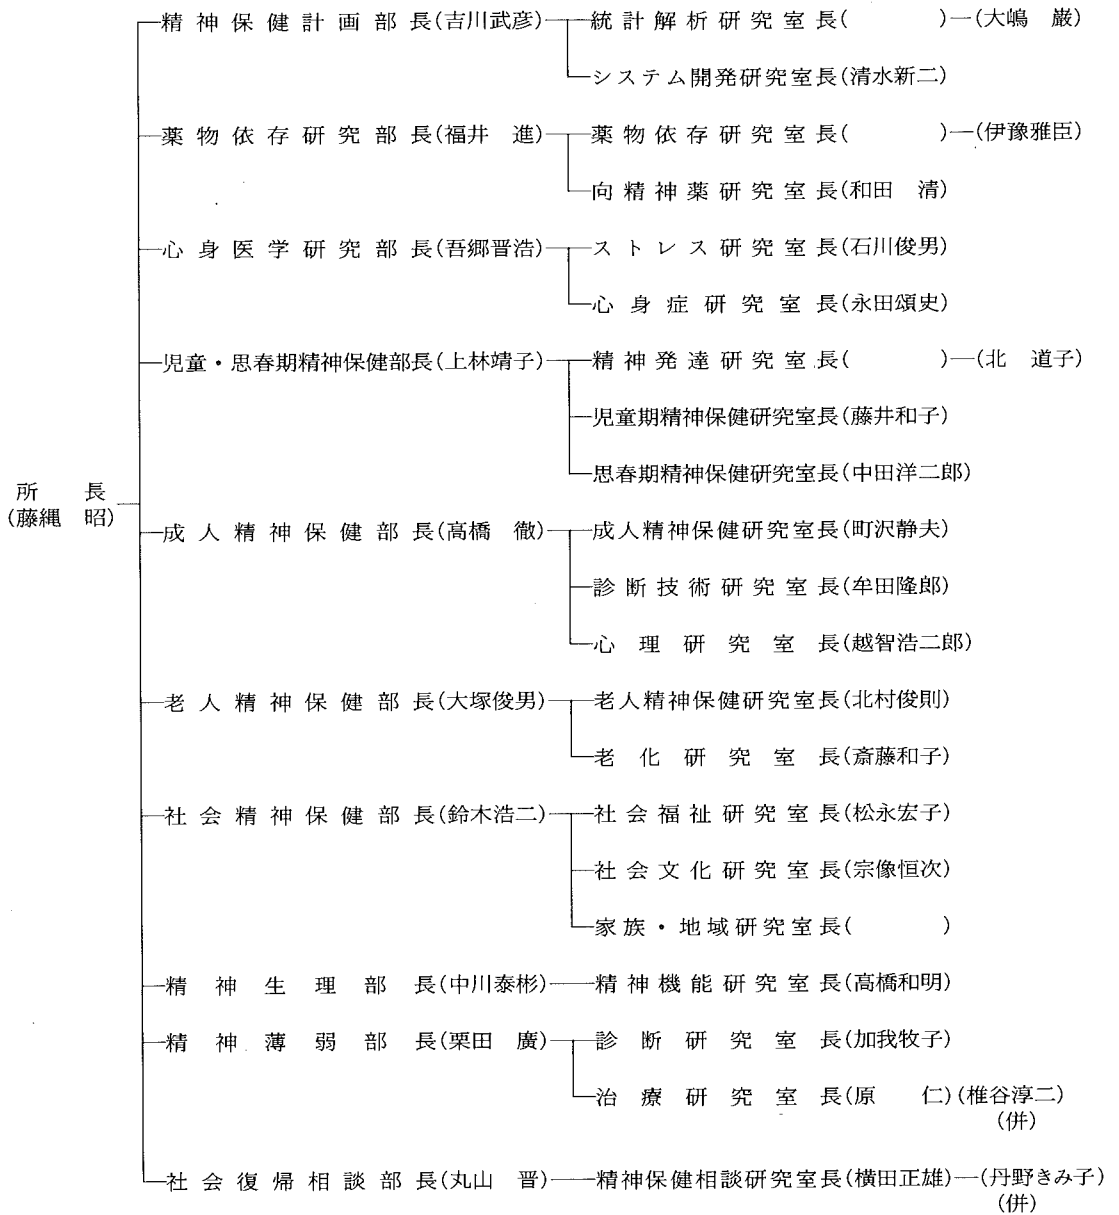 精神保健計画部長(吉川武彦) 統計解析研究室長(　　　　)―(大嶋　巌)
システム開発研究室長(清水新二)
薬物依存研究部長(福井　進) 薬物依存研究室長(　　　　)―(伊豫雅臣)
向精神薬研究室長(和田　清)
心身医学研究部長(吾郷晋浩) ストレス研究室長(石川俊男)
心身症研究室長(永田頌史)
児童・思春期精神保健部長(上林靖子) 精神発達研究室長(　　　　)―(北　道子)
児童期精神保健研究室長(藤井和子)
思春期精神保健研究室長(中田洋二郎)
所　長
(藤縄　昭)
成人精神保健部長(高橋　徹) 成人精神保健研究室長(町沢静夫)
診断技術研究室長(牟田隆郎)
心理研究室長(越智浩二郎)
老人精神保健部長(大塚俊男) 老人精神保健研究室長(北村俊則)
老化研究室長(斎藤和子)
社会精神保健部長(鈴木浩二) 社会福祉研究室長(松永宏子)
社会文化研究室長(宗像恒次)
家族・地域研究室長(　　　　)
精神生理部長(中川泰彬) 精神機能研究室長(高橋和明)
精神薄弱部長(栗田　廣) 診断研究室長(加我牧子)
治療研究室長(原　　仁)(椎谷淳二)
(併)
社会復帰相談部長(丸山　晋) 精神保健相談研究室長(横田正雄)―(丹野きみ子)
(併)